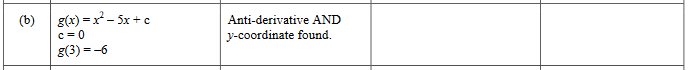 (b)
g(x) = x² – 5x + c
c = 0
g(3) = –6
Anti-derivative AND
y-coordinate found.